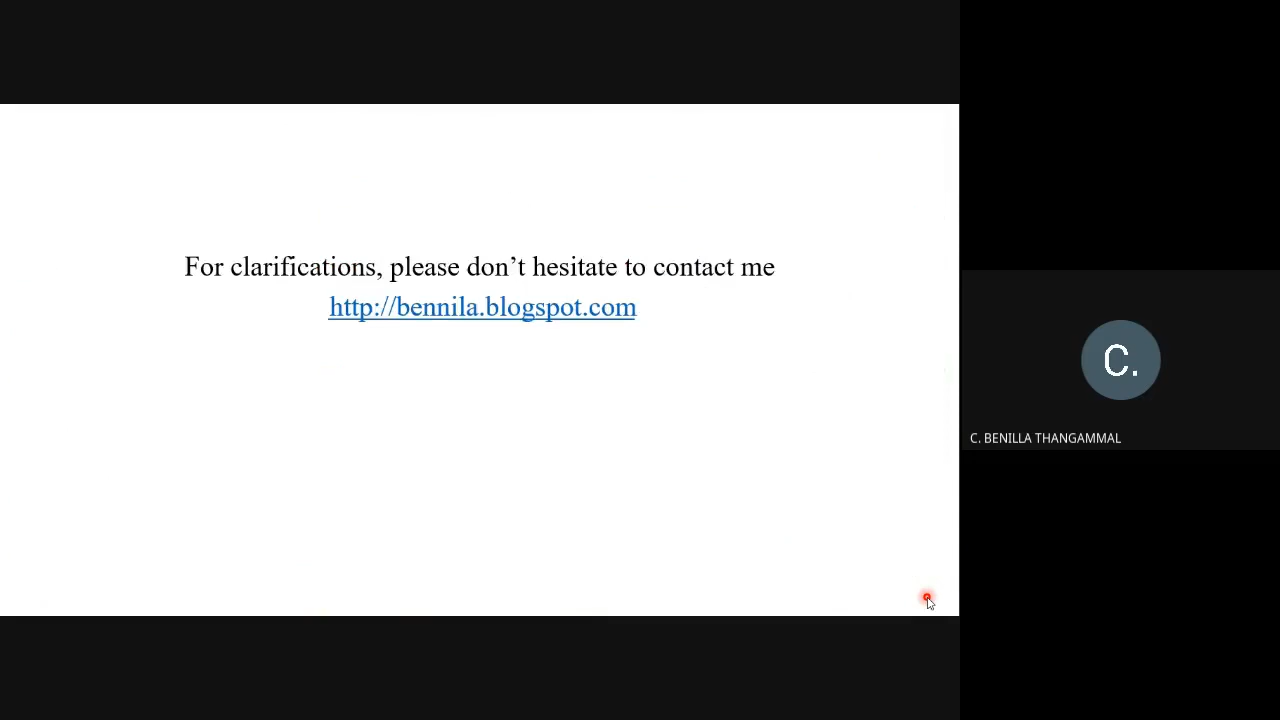 For clarifications, please don’t hesitate to contact me
http://bennila.blogspot.com
C.
C. BENILLA THANGAMMAL